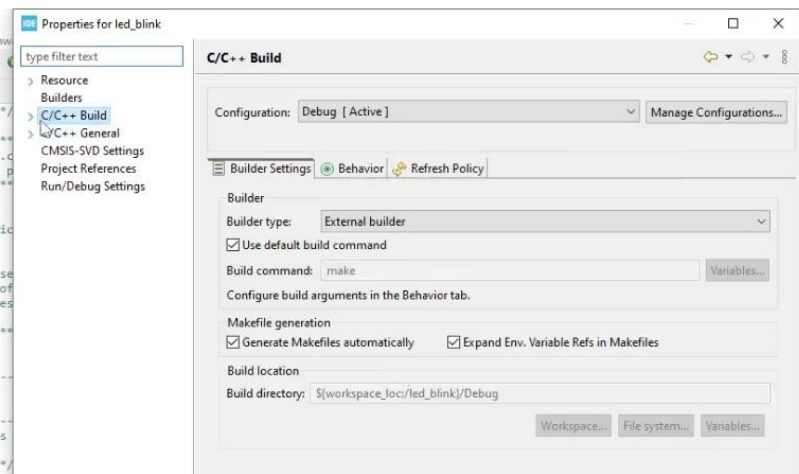 IDE Properties for led_blink
type filter text
Resource
Builders
C/C++ Build
C/C++ General
CMSIS-SVD Settings
Project References
Run/Debug Settings
C/C++ Build
Configuration: Debug [ Active ] Manage Configurations...
Builder Settings Behavior Refresh Policy
Builder
Builder type: External builder
Use default build command
Build command: make Variables...
Configure build arguments in the Behavior tab.
Makefile generation
Generate Makefiles automatically Expand Env. Variable Refs in Makefiles
Build location
Build directory: ${workspace_loc:/led_blink}/Debug
Workspace... File system... Variables...